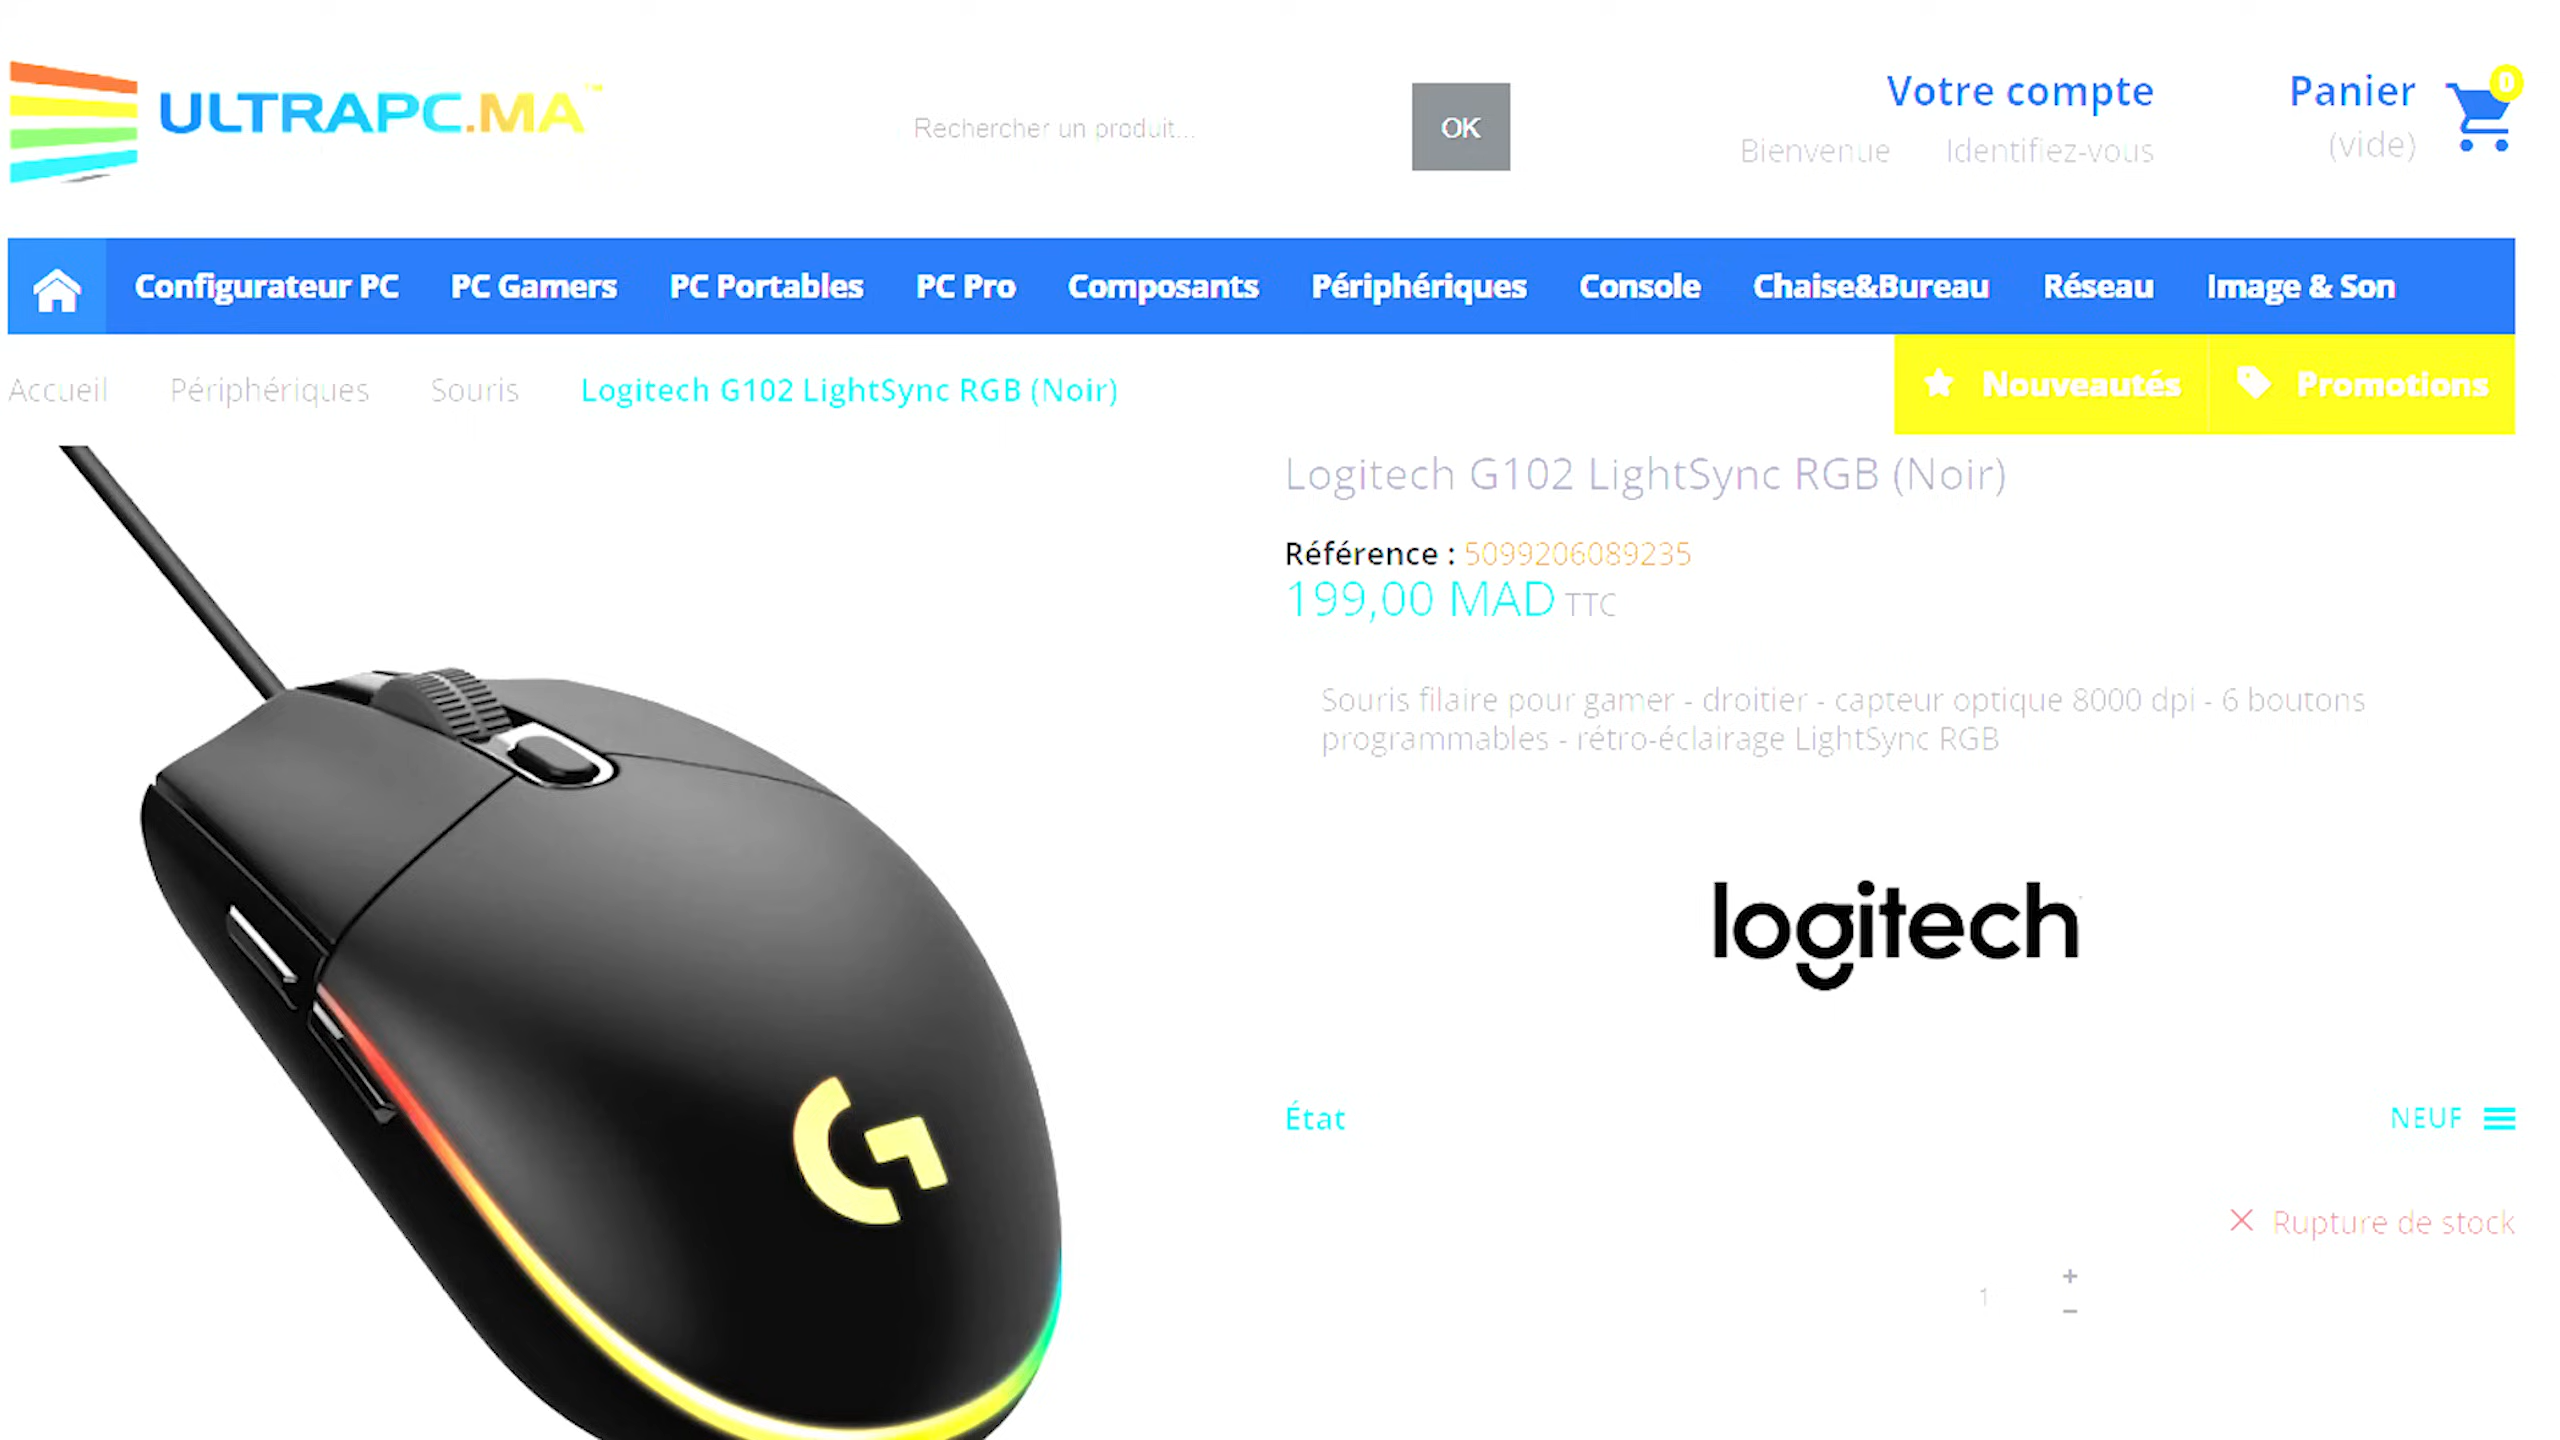 ULTRAPC.MA™
Rechercher un produit...
OK
Votre compte
Bienvenue Identifiez-vous
Panier
(vide)
0
Configurateur PC PC Gamers PC Portables PC Pro Composants Périphériques Console Chaise&Bureau Réseau Image & Son
Accueil Périphériques Souris Logitech G102 LightSync RGB (Noir)
Nouveautés Promotions
Logitech G102 LightSync RGB (Noir)
Référence : 5099206089235
199,00 MAD TTC
Souris filaire pour gamer - droitier - capteur optique 8000 dpi - 6 boutons
programmables - rétro-éclairage LightSync RGB
logitech
G
État NEUF
Rupture de stock
1 + −